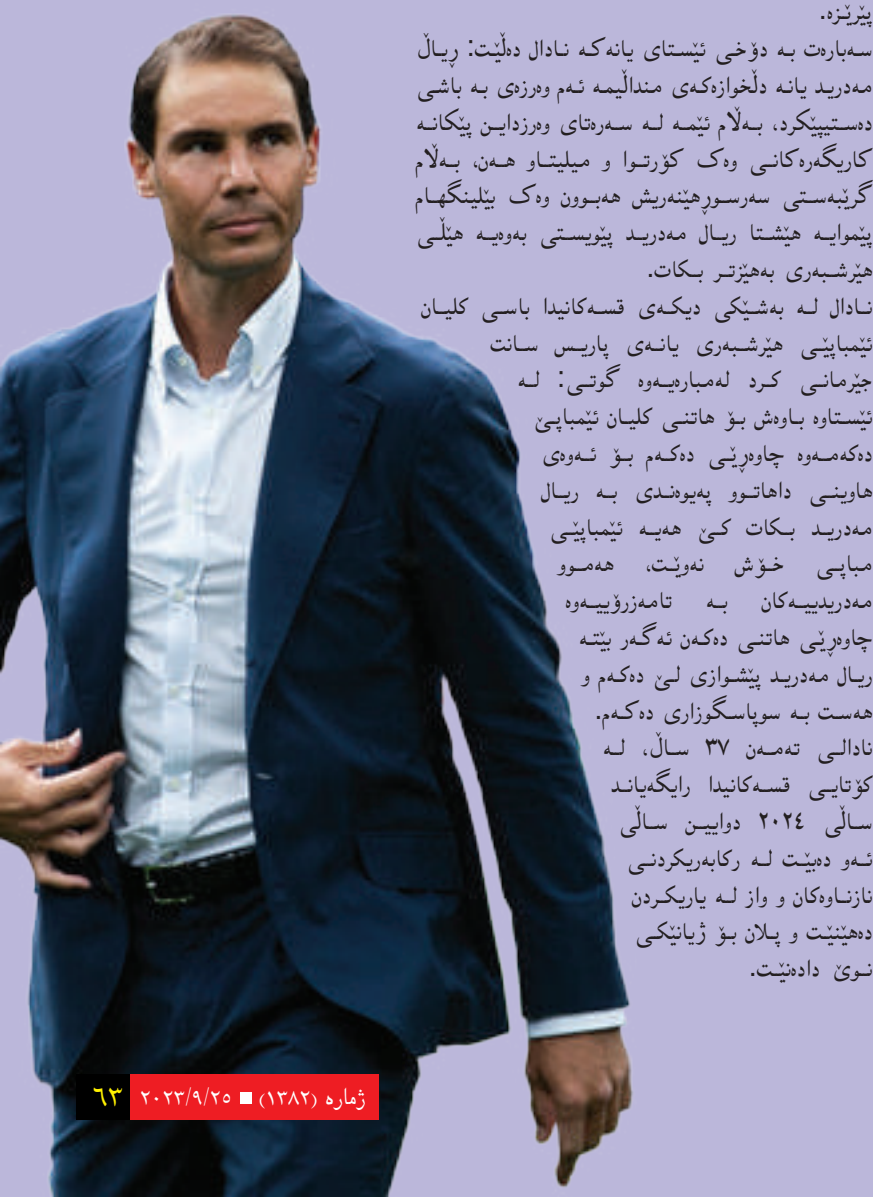 پێرێزە.
سەبارەت بە دۆخی ئێستای یانەکە نادال دەڵێت: ڕیاڵ
مەدرید یانە دڵخوازەکەی منداڵیمە ئەم وەرزەی بە باشی
دەستیپێکرد، بەڵام ئێمە لە سەرەتای وەرزداین پێکانە
کاریگەرەکانی وەک کۆرتوا و میلیتاو هەن، بەڵام
گرێبەستی سەرسوڕهێنەریش هەبوون وەک بێلینگهام
پێموایە هێشتا ریال مەدرید پێویستی بەوەیە هێڵی
هێرشبەری بەهێزتر بکات.
نادال لە بەشێکی دیکەی قسەکانیدا باسی کلیان
ئێمباپێی هێرشبەری یانەی پاریس سانت
جێرمانی کرد لەمبارەیەوە گوتی: لە
ئێستاوە باوەش بۆ هاتنی کلیان ئێمباپێ
دەکەمەوە چاوەڕێی دەکەم بۆ ئەوەی
هاوینی داهاتوو پەیوەندی بە ریال
مەدرید بکات کێ هەیە ئێمباپێی
مباپی خۆش نەوێت، هەموو
مەدریدییەکان بە تامەزرۆییەوە
چاوەڕێی هاتنی دەکەن ئەگەر بێتە
ریال مەدرید پێشوازی لێ دەکەم و
هەست بە سوپاسگوزاری دەکەم.
نادالی تەمەن ٣٧ ساڵ، لە
کۆتایی قسەکانیدا رایگەیاند
ساڵی ٢٠٢٤ دوایین ساڵی
ئەو دەبێت لە رکابەریکردنی
نازناوەکان و واز لە یاریکردن
دەهێنێت و پلان بۆ ژیانێکی
نوێ دادەنێت.
ژمارە (١٣٨٢) ■ ٢٠٢٣/٩/٢٥ ٦٣